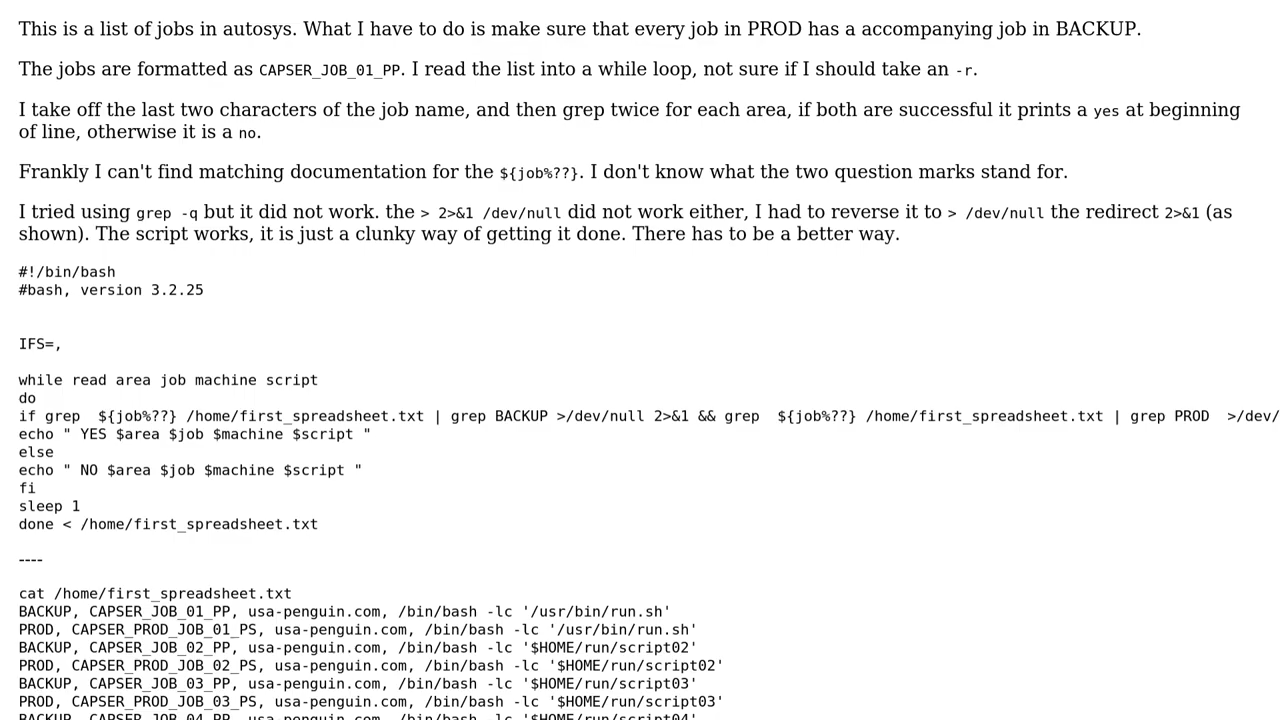 This is a list of jobs in autosys. What I have to do is make sure that every job in PROD has a accompanying job in BACKUP.
The jobs are formatted as CAPSER_JOB_01_PP. I read the list into a while loop, not sure if I should take an -r.
I take off the last two characters of the job name, and then grep twice for each area, if both are successful it prints a yes at beginning
of line, otherwise it is a no.
Frankly I can't find matching documentation for the ${job%??}. I don't know what the two question marks stand for.
I tried using grep -q but it did not work. the > 2>&1 /dev/null did not work either, I had to reverse it to > /dev/null the redirect 2>&1 (as
shown). The script works, it is just a clunky way of getting it done. There has to be a better way.
#!/bin/bash
#bash, version 3.2.25
IFS=,
while read area job machine script
do
if grep  ${job%??} /home/first_spreadsheet.txt | grep BACKUP >/dev/null 2>&1 && grep  ${job%??} /home/first_spreadsheet.txt | grep PROD  >/dev/
echo " YES $area $job $machine $script "
else
echo " NO $area $job $machine $script "
fi
sleep 1
done < /home/first_spreadsheet.txt
----
cat /home/first_spreadsheet.txt
BACKUP, CAPSER_JOB_01_PP, usa-penguin.com, /bin/bash -lc '/usr/bin/run.sh'
PROD, CAPSER_PROD_JOB_01_PS, usa-penguin.com, /bin/bash -lc '/usr/bin/run.sh'
BACKUP, CAPSER_JOB_02_PP, usa-penguin.com, /bin/bash -lc '$HOME/run/script02'
PROD, CAPSER_PROD_JOB_02_PS, usa-penguin.com, /bin/bash -lc '$HOME/run/script02'
BACKUP, CAPSER_JOB_03_PP, usa-penguin.com, /bin/bash -lc '$HOME/run/script03'
PROD, CAPSER_PROD_JOB_03_PS, usa-penguin.com, /bin/bash -lc '$HOME/run/script03'
BACKUP, CAPSER_JOB_04_PP, usa-penguin.com, /bin/bash -lc '$HOME/run/script04'